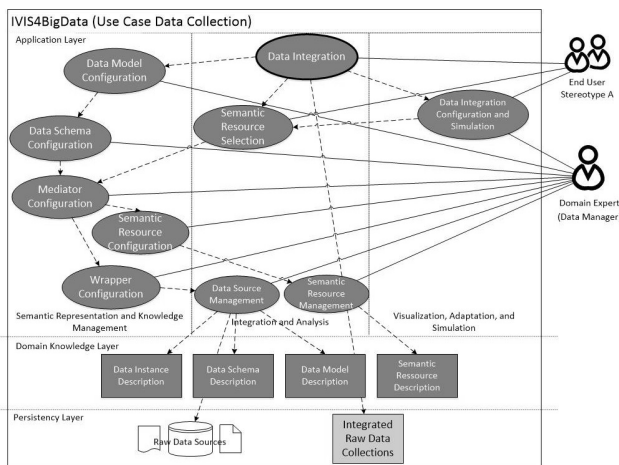 IVIS4BigData (Use Case Data Collection)
Application Layer
Data Model
Configuration
Data Integration
End User
Stereotype A
Data Schema
Configuration
Semantic
Resource
Selection
Data Integration
Configuration and
Simulation
Mediator
Configuration
Domain Expert
(Data Manager
Semantic
Resource
Configuration
Wrapper
Configuration
Data Source
Management
Semantic
Resource
Management
Semantic Representation and Knowledge
Management
Integration and Analysis
Visualization, Adaptation, and
Simulation
Domain Knowledge Layer
Data Instance
Description
Data Schema
Description
Data Model
Description
Semantic
Ressource
Description
Persistency Layer
Raw Data Sources
Integrated
Raw Data
Collections